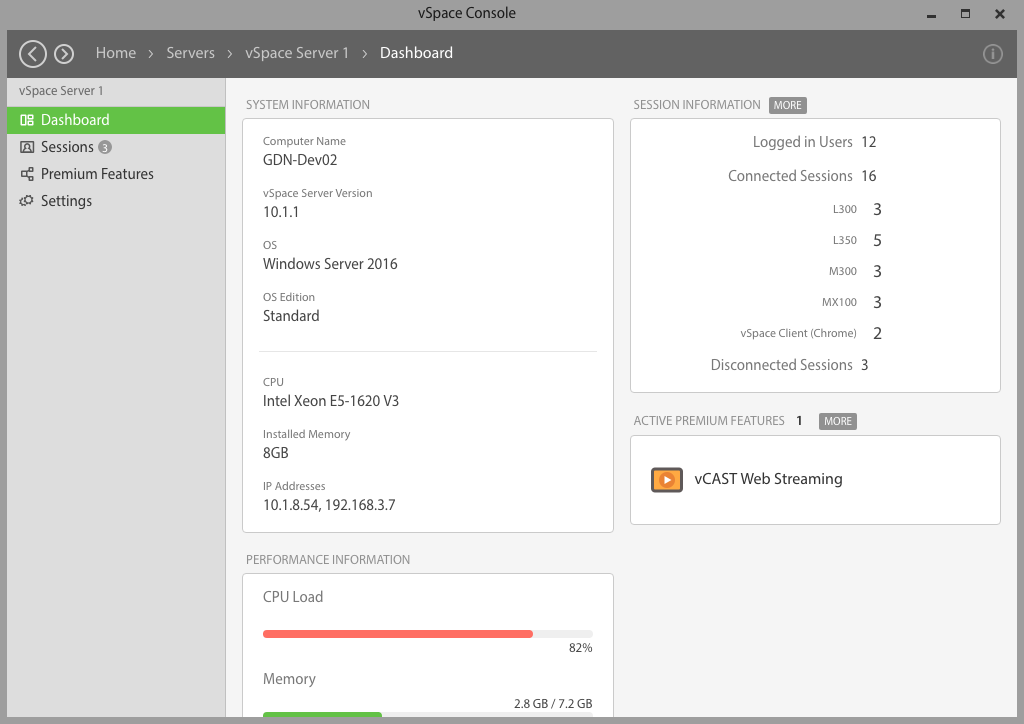 vSpace Console
Home > Servers > vSpace Server 1 > Dashboard
vSpace Server 1
Dashboard
Sessions 3
Premium Features
Settings
SYSTEM INFORMATION
Computer Name
GDN-Dev02
vSpace Server Version
10.1.1
OS
Windows Server 2016
OS Edition
Standard
CPU
Intel Xeon E5-1620 V3
Installed Memory
8GB
IP Addresses
10.1.8.54, 192.168.3.7
PERFORMANCE INFORMATION
CPU Load
82%
Memory
2.8 GB / 7.2 GB
SESSION INFORMATION MORE
Logged in Users 12
Connected Sessions 16
L300 3
L350 5
M300 3
MX100 3
vSpace Client (Chrome) 2
Disconnected Sessions 3
ACTIVE PREMIUM FEATURES 1 MORE
vCAST Web Streaming